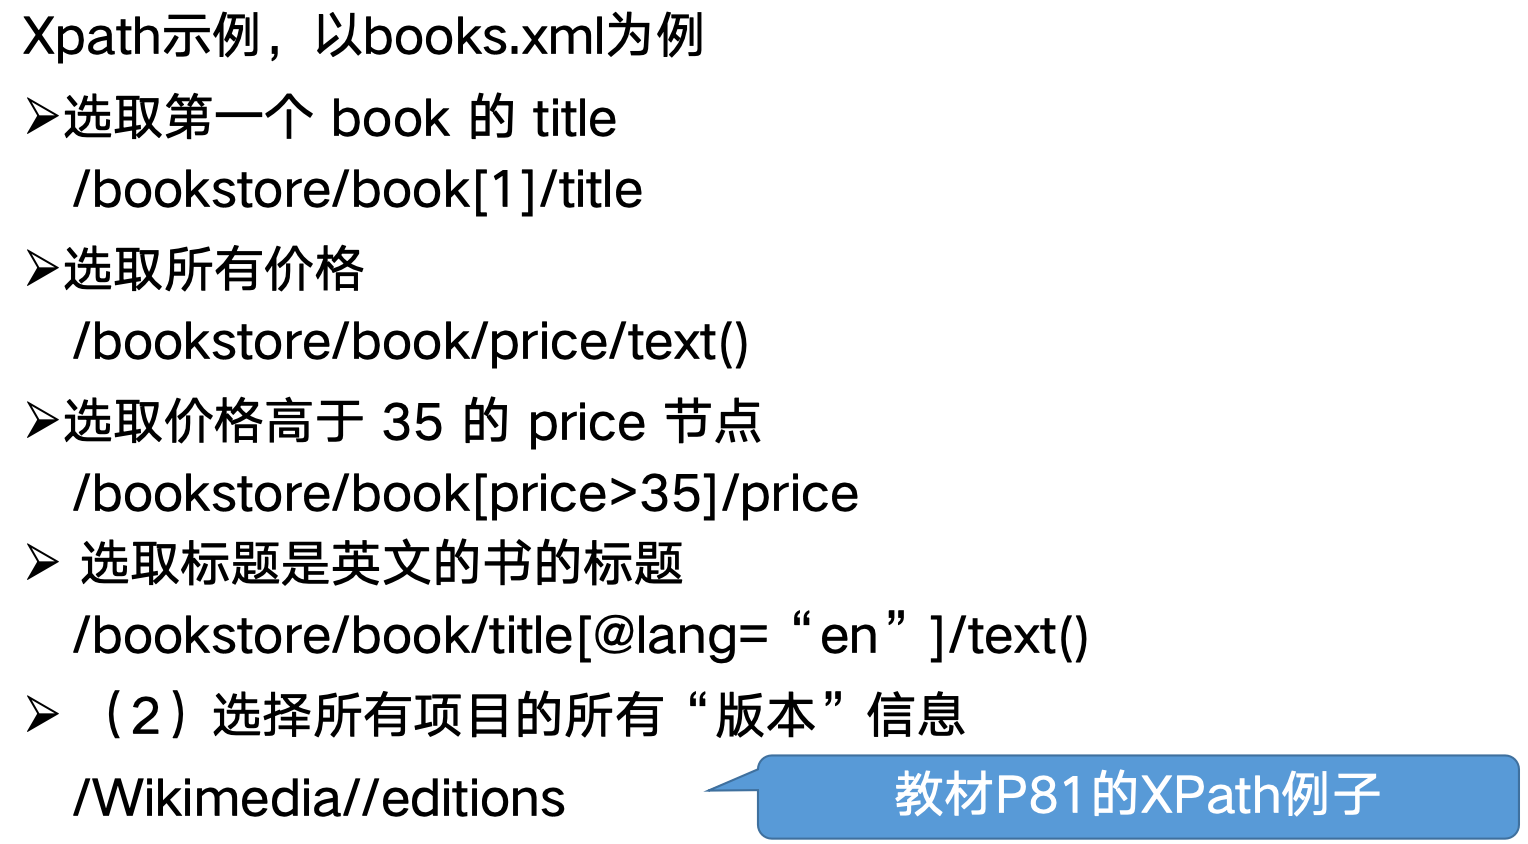 Xpath示例，以books.xml为例
➢选取第一个 book 的 title
/bookstore/book[1]/title
➢选取所有价格
/bookstore/book/price/text()
➢选取价格高于 35 的 price 节点
/bookstore/book[price>35]/price
➢ 选取标题是英文的书的标题
/bookstore/book/title[@lang=“en”]/text()
➢ （2）选择所有项目的所有“版本”信息
/Wikimedia//editions
教材P81的XPath例子